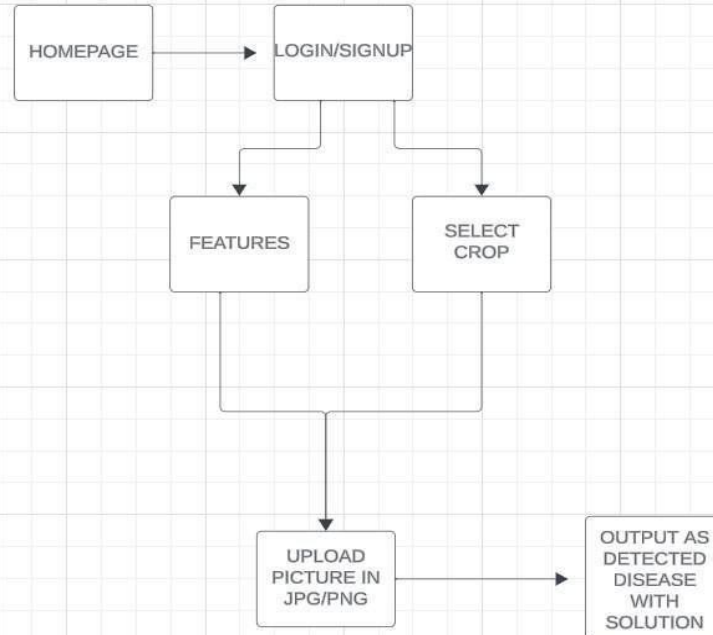 HOMEPAGE
LOGIN/SIGNUP
FEATURES
SELECT
CROP
UPLOAD
PICTURE IN
JPG/PNG
OUTPUT AS
DETECTED
DISEASE
WITH
SOLUTION